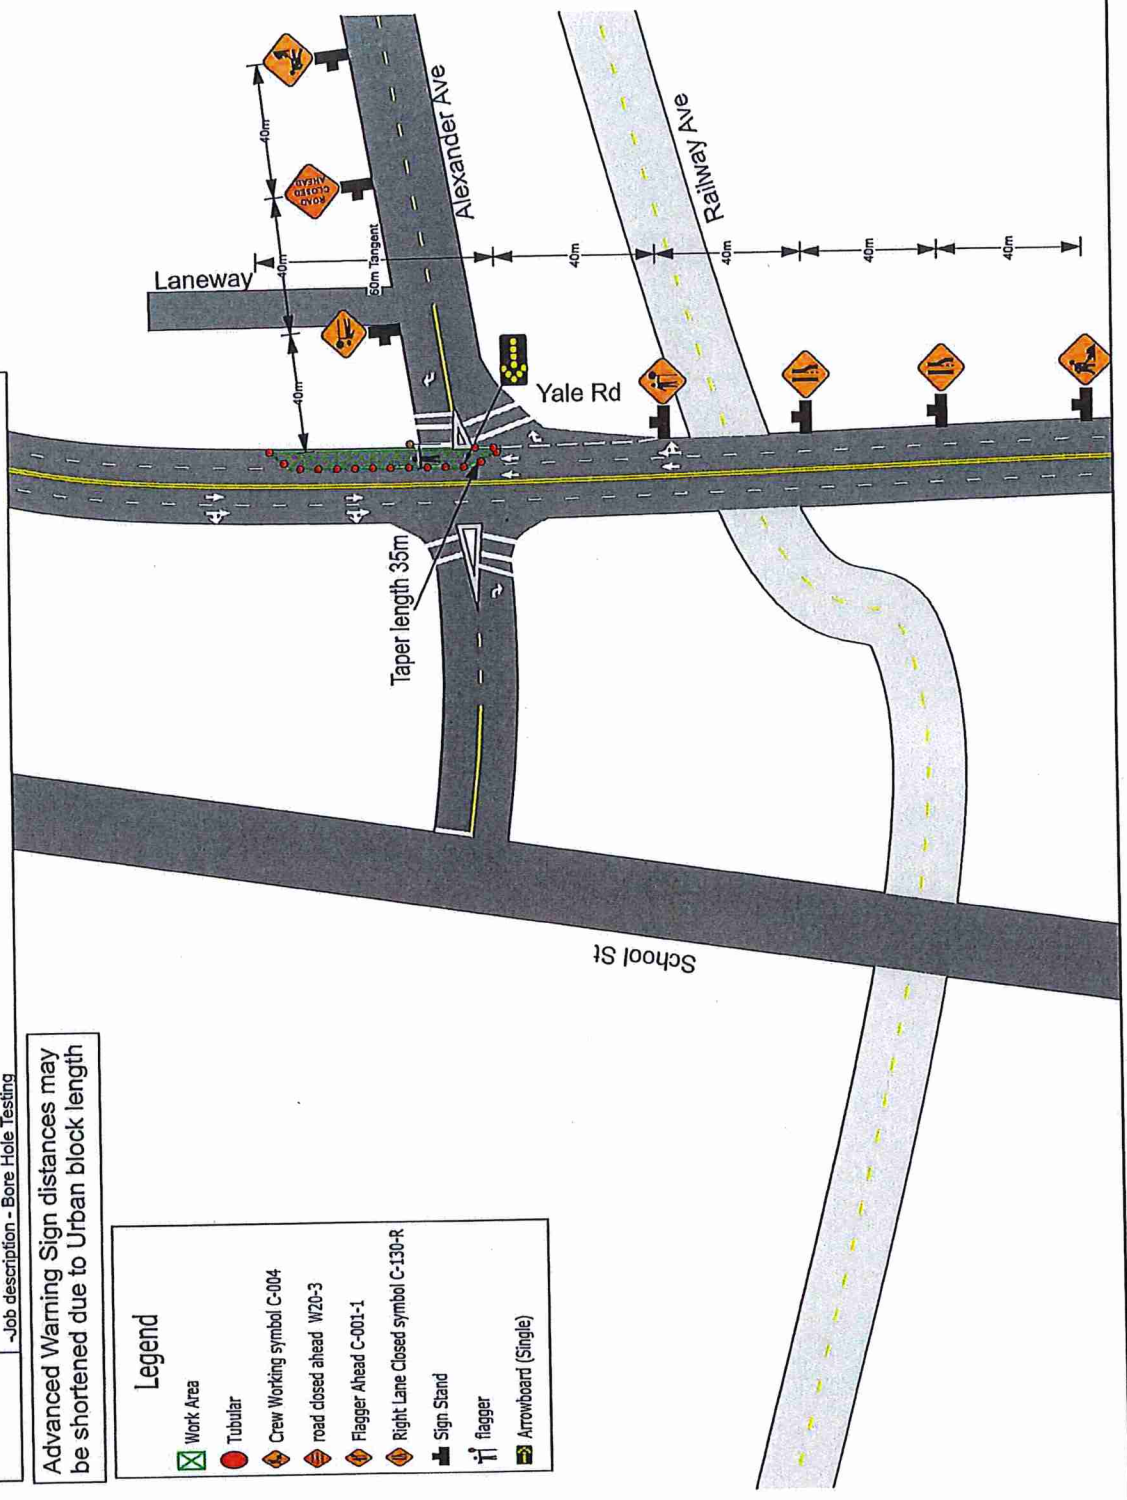 -Job description - Bore Hole Testing
Advanced Warning Sign distances may
be shortened due to Urban block length
Legend
Work Area
Tubular
Crew Working symbol C-004
road closed ahead W20-3
Flagger Ahead C-001-1
Right Lane Closed symbol C-130-R
Sign Stand
flagger
Arrowboard (Single)
School St
Taper length 35m
Laneway
Yale Rd
Alexander Ave
Railway Ave
ROAD
CLOSED
AHEAD
60m Tangent
40m
40m
40m
40m
40m
40m
40m